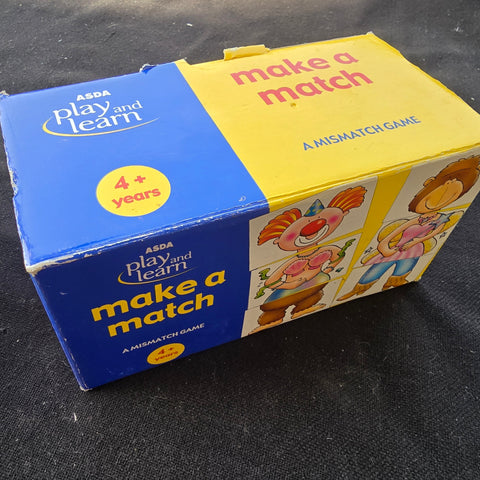 ASDA
play and
learn
4+
years
make a
match
A MISMATCH GAME
ASDA
play and
learn
make a
match
A MISMATCH GAME
4+
years